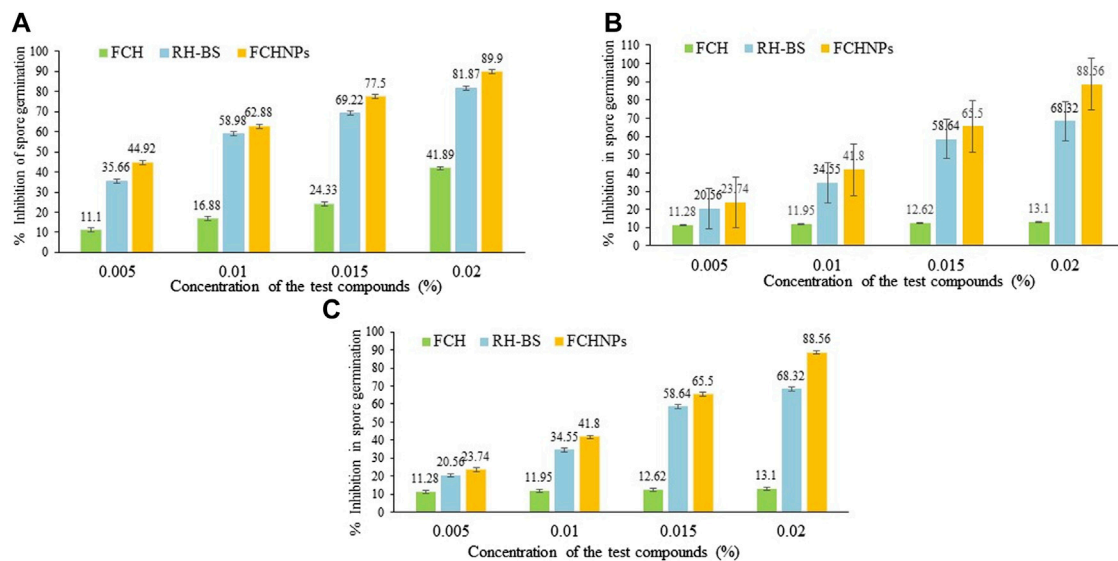 A
% Inhibition of spore germination
100
90
80
70
60
50
40
30
20
10
0
FCH RH-BS FCHNPs
11.1 35.66 44.92
16.88 58.98 62.88
24.33 69.22 77.5
41.89 81.87 89.9
0.005 0.01 0.015 0.02
Concentration of the test compounds (%)
B
% Inhibition in spore germination
110
100
90
80
70
60
50
40
30
20
10
0
FCH RH-BS FCHNPs
11.28 20.56 23.74
11.95 34.55 41.8
12.62 58.64 65.5
13.1 68.32 88.56
0.005 0.01 0.015 0.02
Concentration of the test compounds (%)
C
% Inhibition in spore germination
100
90
80
70
60
50
40
30
20
10
0
FCH RH-BS FCHNPs
11.28 20.56 23.74
11.95 34.55 41.8
12.62 58.64 65.5
13.1 68.32 88.56
0.005 0.01 0.015 0.02
Concentration of the test compounds (%)